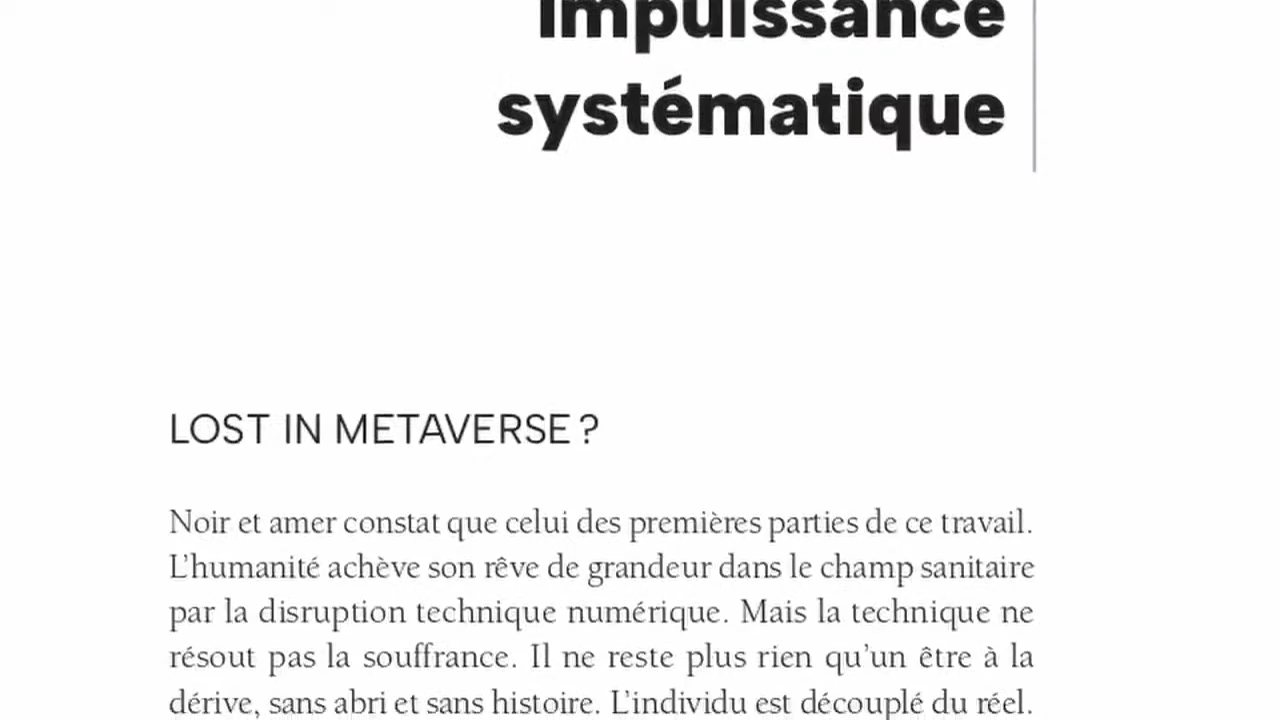 impuissance
systématique
LOST IN METAVERSE ?
Noir et amer constat que celui des premières parties de ce travail.
L’humanité achève son rêve de grandeur dans le champ sanitaire
par la disruption technique numérique. Mais la technique ne
résout pas la souffrance. Il ne reste plus rien qu’un être à la
dérive, sans abri et sans histoire. L’individu est découplé du réel.